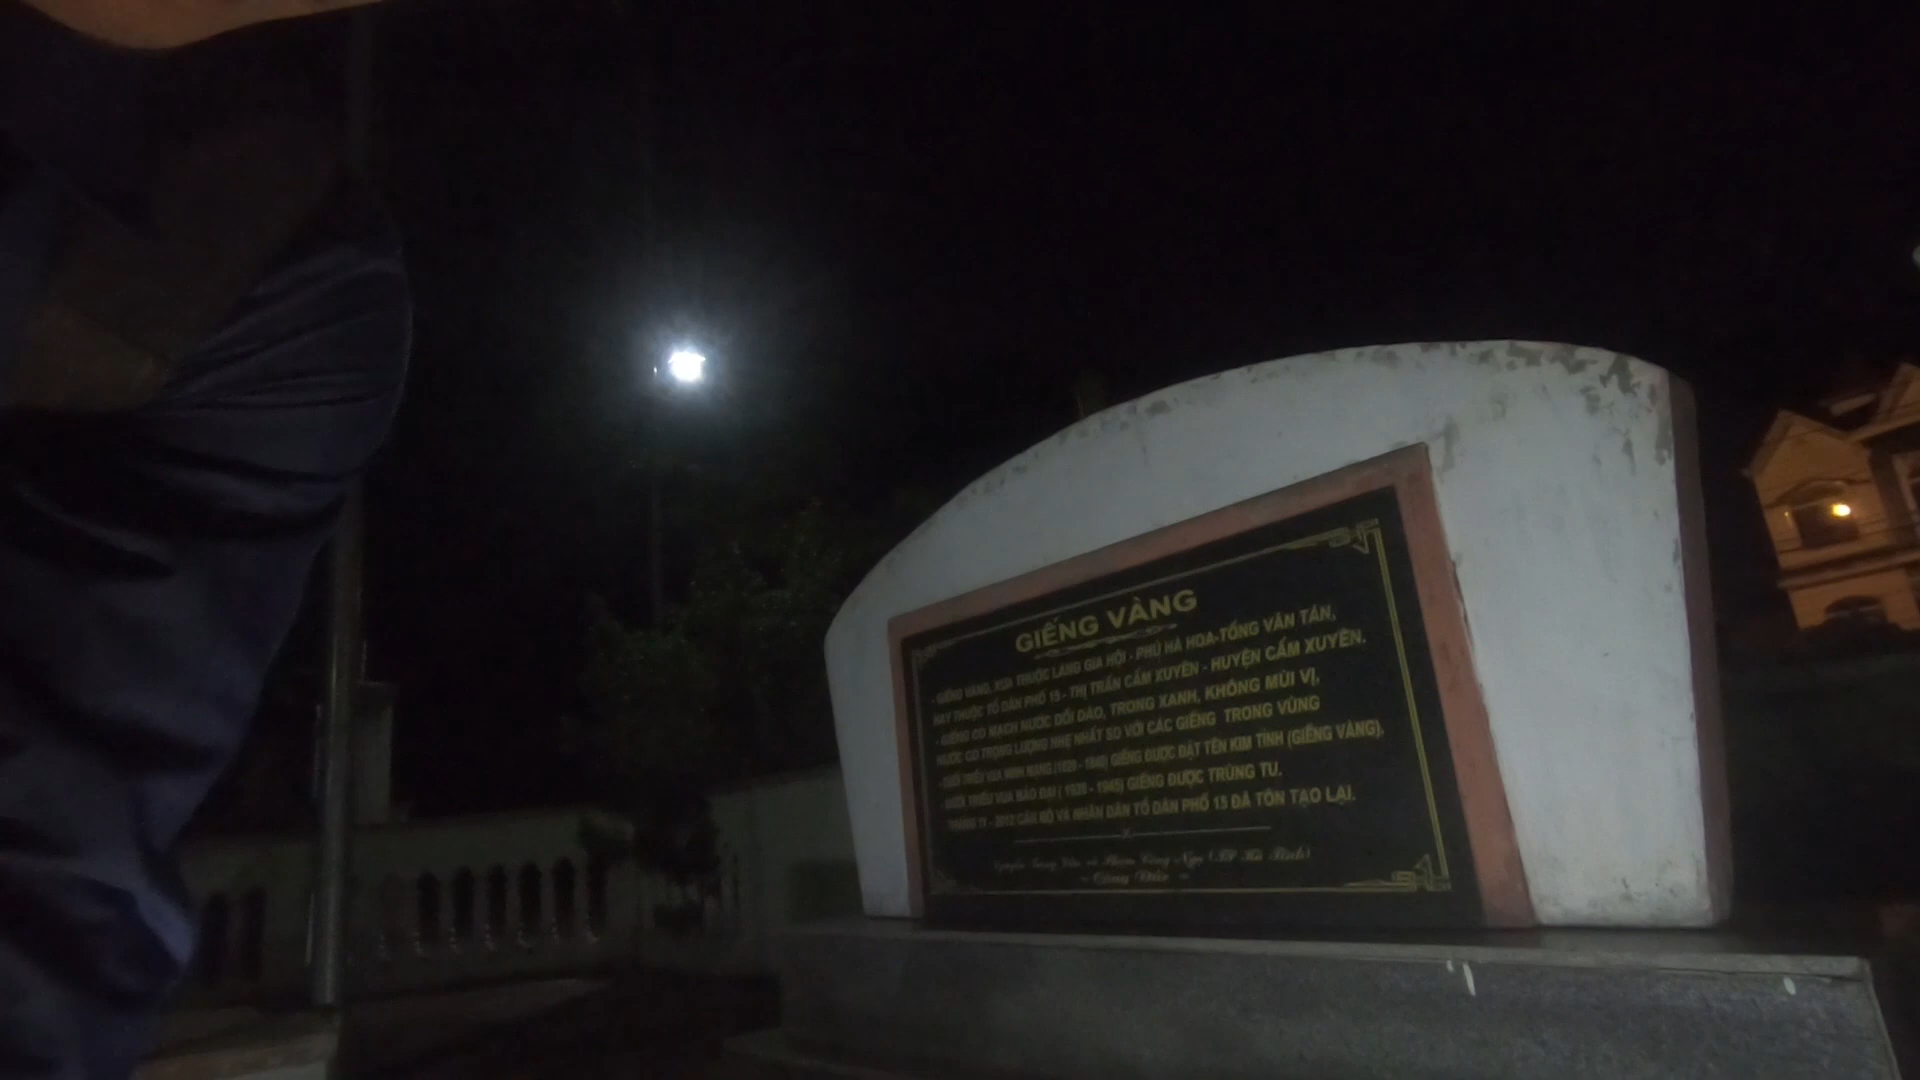 GIẾNG VÀNG
- GIẾNG VÀNG, XƯA THUỘC LÀNG GIA HỘI - PHỦ HÀ HOA-TỔNG VÂN TÁN,
NAY THUỘC TỔ DÂN PHỐ 15 - THỊ TRẤN CẨM XUYÊN - HUYỆN CẨM XUYÊN.
- GIẾNG CÓ MẠCH NƯỚC DỒI DÀO, TRONG XANH, KHÔNG MÙI VỊ,
NƯỚC CÓ TRỌNG LƯỢNG NHẸ NHẤT SO VỚI CÁC GIẾNG TRONG VÙNG
- THỜI TRIỀU VUA MINH MẠNG (1820 - 1840) GIẾNG ĐƯỢC ĐẶT TÊN KIM TỈNH (GIẾNG VÀNG).
TRIỀU VUA BẢO ĐẠI ( 1926 - 1945) GIẾNG ĐƯỢC TRÙNG TU.
THÁNG 11 - 2012 CÁN BỘ VÀ NHÂN DÂN TỔ DÂN PHỐ 15 ĐÃ TÔN TẠO LẠI.
Công Đức